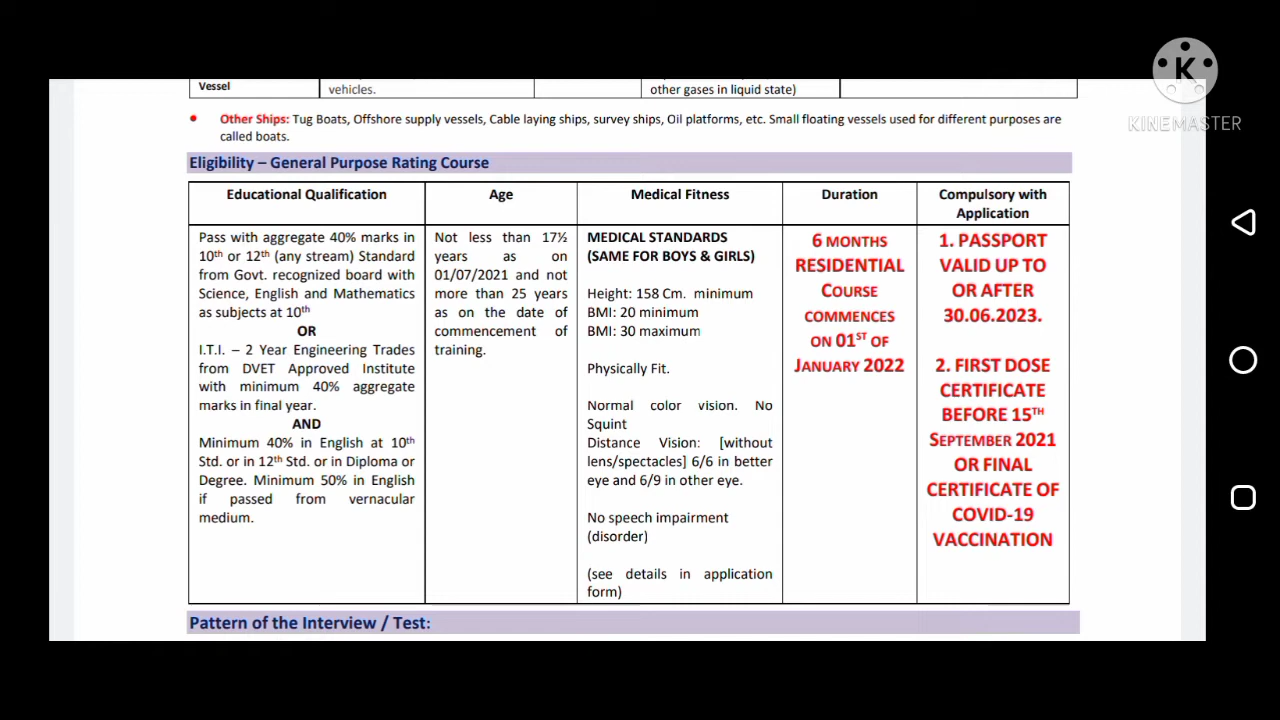 Vessel
vehicles.
other gases in liquid state)
K
KINEMASTER
• Other Ships: Tug Boats, Offshore supply vessels, Cable laying ships, survey ships, Oil platforms, etc. Small floating vessels used for different purposes are
called boats.
Eligibility – General Purpose Rating Course
Educational Qualification
Pass with aggregate 40% marks in
10th or 12th (any stream) Standard
from Govt. recognized board with
Science, English and Mathematics
as subjects at 10th
OR
I.T.I. – 2 Year Engineering Trades
from DVET Approved Institute
with minimum 40% aggregate
marks in final year.
AND
Minimum 40% in English at 10th
Std. or in 12th Std. or in Diploma or
Degree. Minimum 50% in English
if passed from vernacular
medium.
Age
Not less than 17½
years as on
01/07/2021 and not
more than 25 years
as on the date of
commencement of
training.
Medical Fitness
MEDICAL STANDARDS
(SAME FOR BOYS & GIRLS)
Height: 158 Cm. minimum
BMI: 20 minimum
BMI: 30 maximum
Physically Fit.
Normal color vision. No
Squint
Distance Vision: [without
lens/spectacles] 6/6 in better
eye and 6/9 in other eye.
No speech impairment
(disorder)
(see details in application
form)
Duration
6 MONTHS
RESIDENTIAL
COURSE
COMMENCES
ON 01ST OF
JANUARY 2022
Compulsory with
Application
1. PASSPORT
VALID UP TO
OR AFTER
30.06.2023.
2. FIRST DOSE
CERTIFICATE
BEFORE 15TH
SEPTEMBER 2021
OR FINAL
CERTIFICATE OF
COVID-19
VACCINATION
Pattern of the Interview / Test: